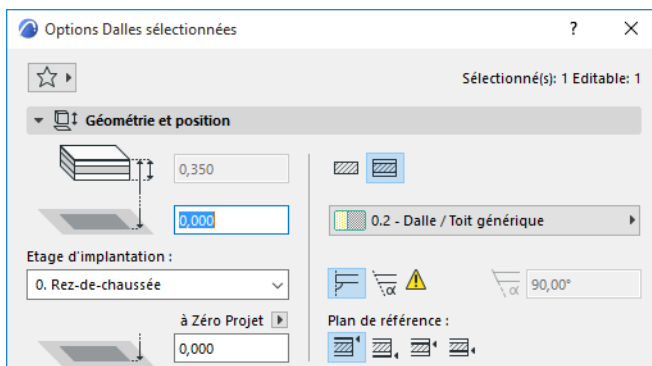 Options Dalles sélectionnées ?
Sélectionné(s): 1 Editable: 1
Géométrie et position
0,350
0,000
0.2 - Dalle / Toit générique
Etage d'implantation :
0. Rez-de-chaussée
α α 90,00°
à Zéro Projet
Plan de référence :
0,000